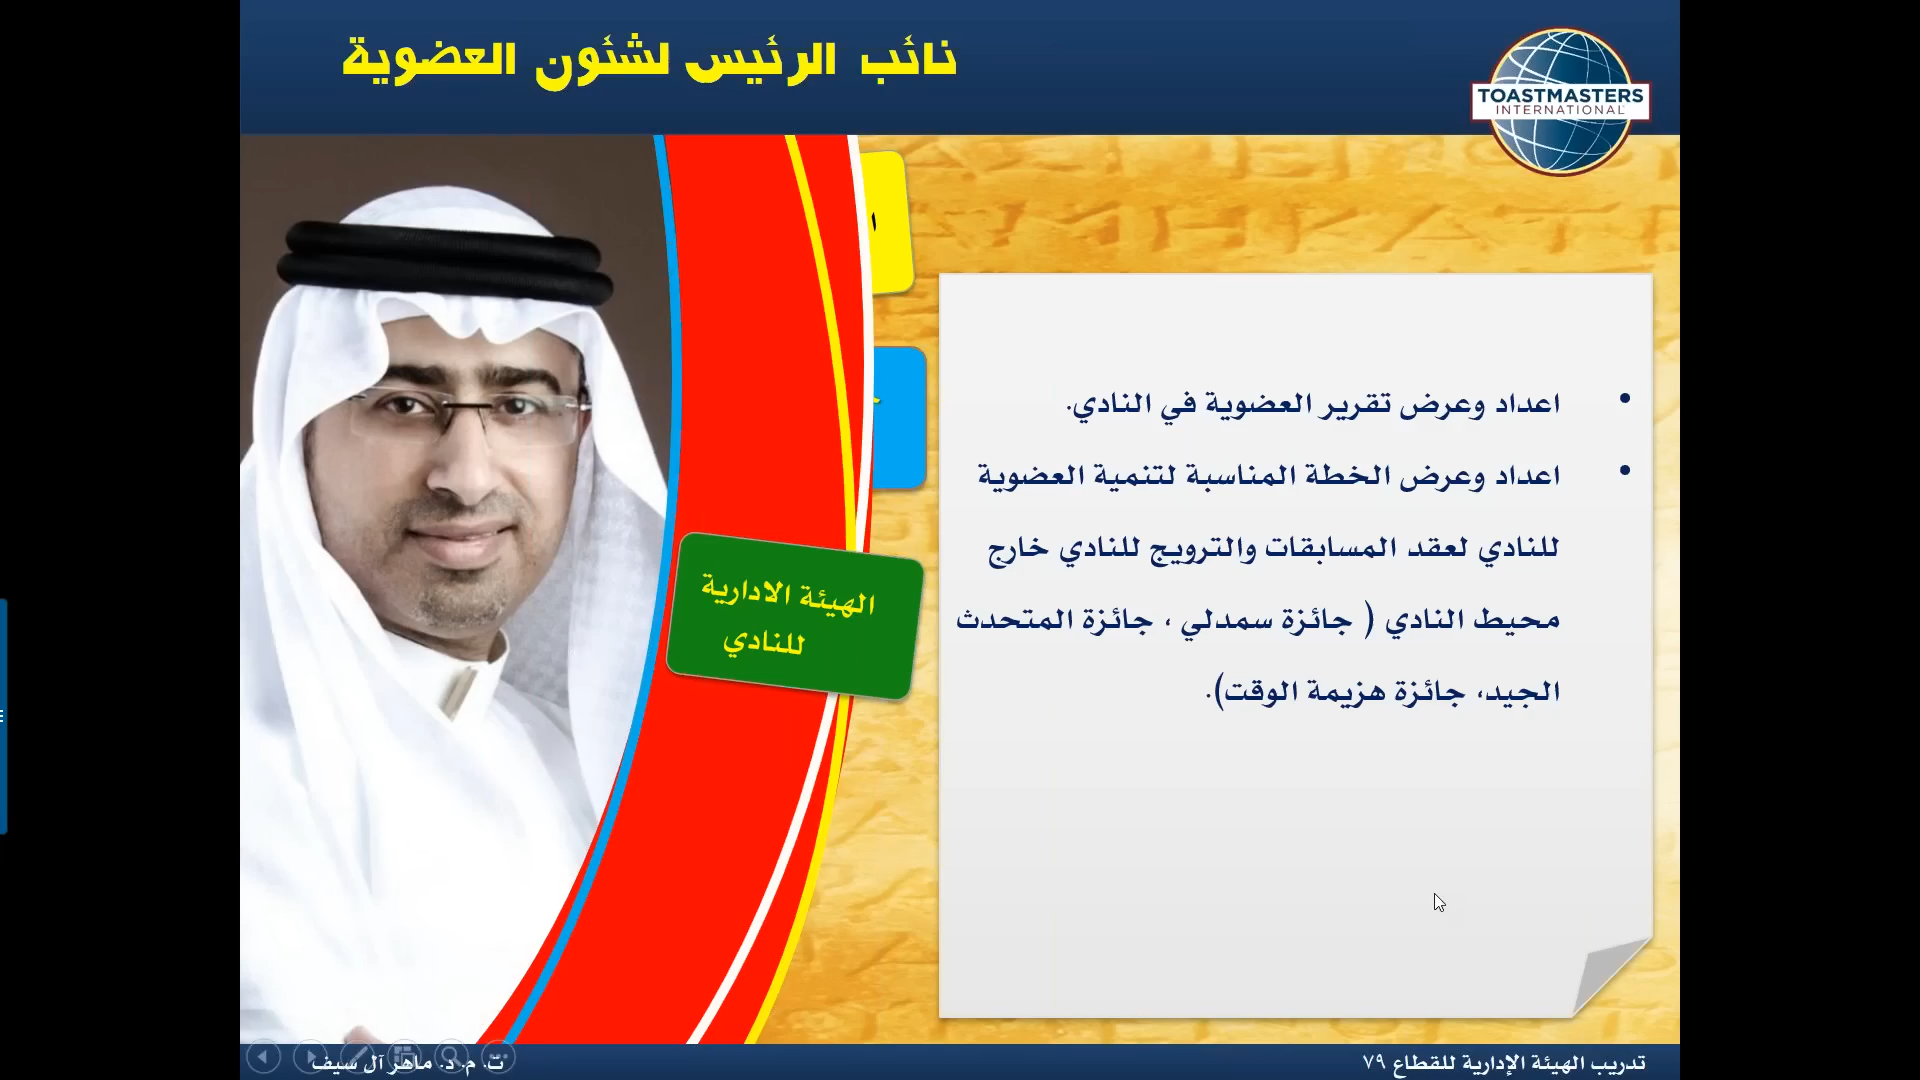 نائب الرئيس لشئون العضوية
TOASTMASTERS
INTERNATIONAL
• اعداد وعرض تقرير العضوية في النادي.
• اعداد وعرض الخطة المناسبة لتنمية العضوية
للنادي لعقد المسابقات والترويج للنادي خارج
محيط النادي ( جائزة سمدلي ، جائزة المتحدث
الجيد، جائزة هزيمة الوقت).
الهيئة الادارية
للنادي
تدريب الهيئة الإدارية للقطاع ٧٩
ت. م. د. ماهر آل سيف